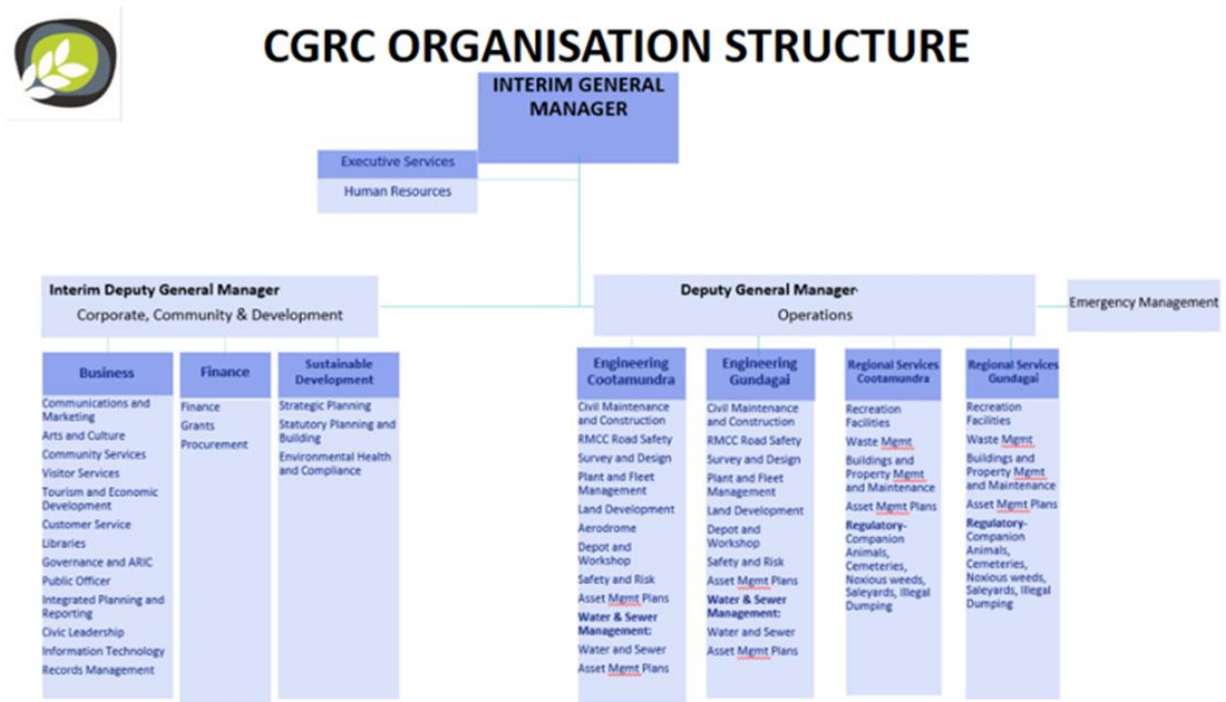 CGRC ORGANISATION STRUCTURE
INTERIM GENERAL
MANAGER
Executive Services
Human Resources
Interim Deputy General Manager
Corporate, Community & Development
Deputy General Manager
Operations
Emergency Management
Business
Communications and
Marketing
Arts and Culture
Community Services
Visitor Services
Tourism and Economic
Development
Customer Service
Libraries
Governance and ARIC
Public Officer
Integrated Planning and
Reporting
Civic Leadership
Information Technology
Records Management
Finance
Finance
Grants
Procurement
Sustainable
Development
Strategic Planning
Statutory Planning and
Building
Environmental Health
and Compliance
Engineering
Cootamundra
Civil Maintenance
and Construction
RMCC Road Safety
Survey and Design
Plant and Fleet
Management
Land Development
Aerodrome
Depot and
Workshop
Safety and Risk
Asset Mgmt Plans
Water & Sewer
Management:
Water and Sewer
Asset Mgmt Plans
Engineering
Gundagai
Civil Maintenance
and Construction
RMCC Road Safety
Survey and Design
Plant and Fleet
Management
Land Development
Depot and
Workshop
Safety and Risk
Asset Mgmt Plans
Water & Sewer
Management:
Water and Sewer
Asset Mgmt Plans
Regional Services
Cootamundra
Recreation
Facilities
Waste Mgmt
Buildings and
Property Mgmt
and Maintenance
Asset Mgmt Plans
Regulatory-
Companion
Animals,
Cemeteries,
Noxious weeds,
Saleyards, Illegal
Dumping
Regional Services
Gundagai
Recreation
Facilities
Waste Mgmt
Buildings and
Property Mgmt
and Maintenance
Asset Mgmt Plans
Regulatory-
Companion
Animals,
Cemeteries,
Noxious weeds,
Saleyards, Illegal
Dumping